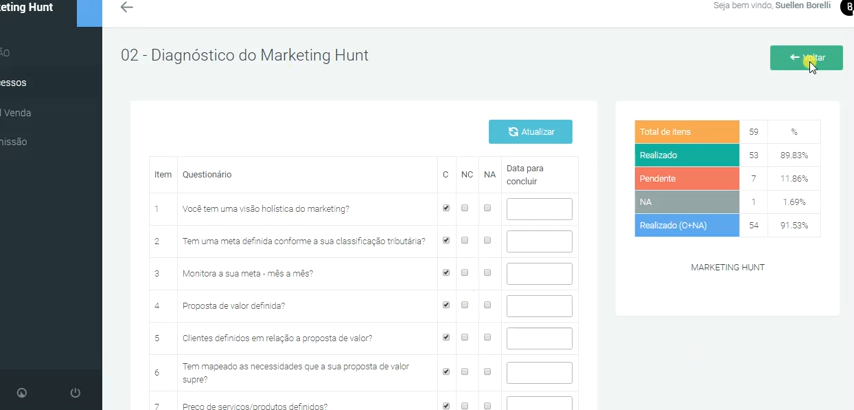 eting Hunt
Seja bem vindo, Suellen Borelli
ÃO
02 - Diagnóstico do Marketing Hunt
Voltar
essos
l Venda
missão
Atualizar
Item Questionário C NC NA Data para concluir
1 Você tem uma visão holística do marketing?
2 Tem uma meta definida conforme a sua classificação tributária?
3 Monitora a sua meta - mês a mês?
4 Proposta de valor definida?
5 Clientes definidos em relação a proposta de valor?
6 Tem mapeado as necessidades que a sua proposta de valor
supre?
7 Preço de serviços/produtos definidos?
Total de itens 59 %
Realizado 53 89.83%
Pendente 7 11.86%
NA 1 1.69%
Realizado (C+NA) 54 91.53%
MARKETING HUNT